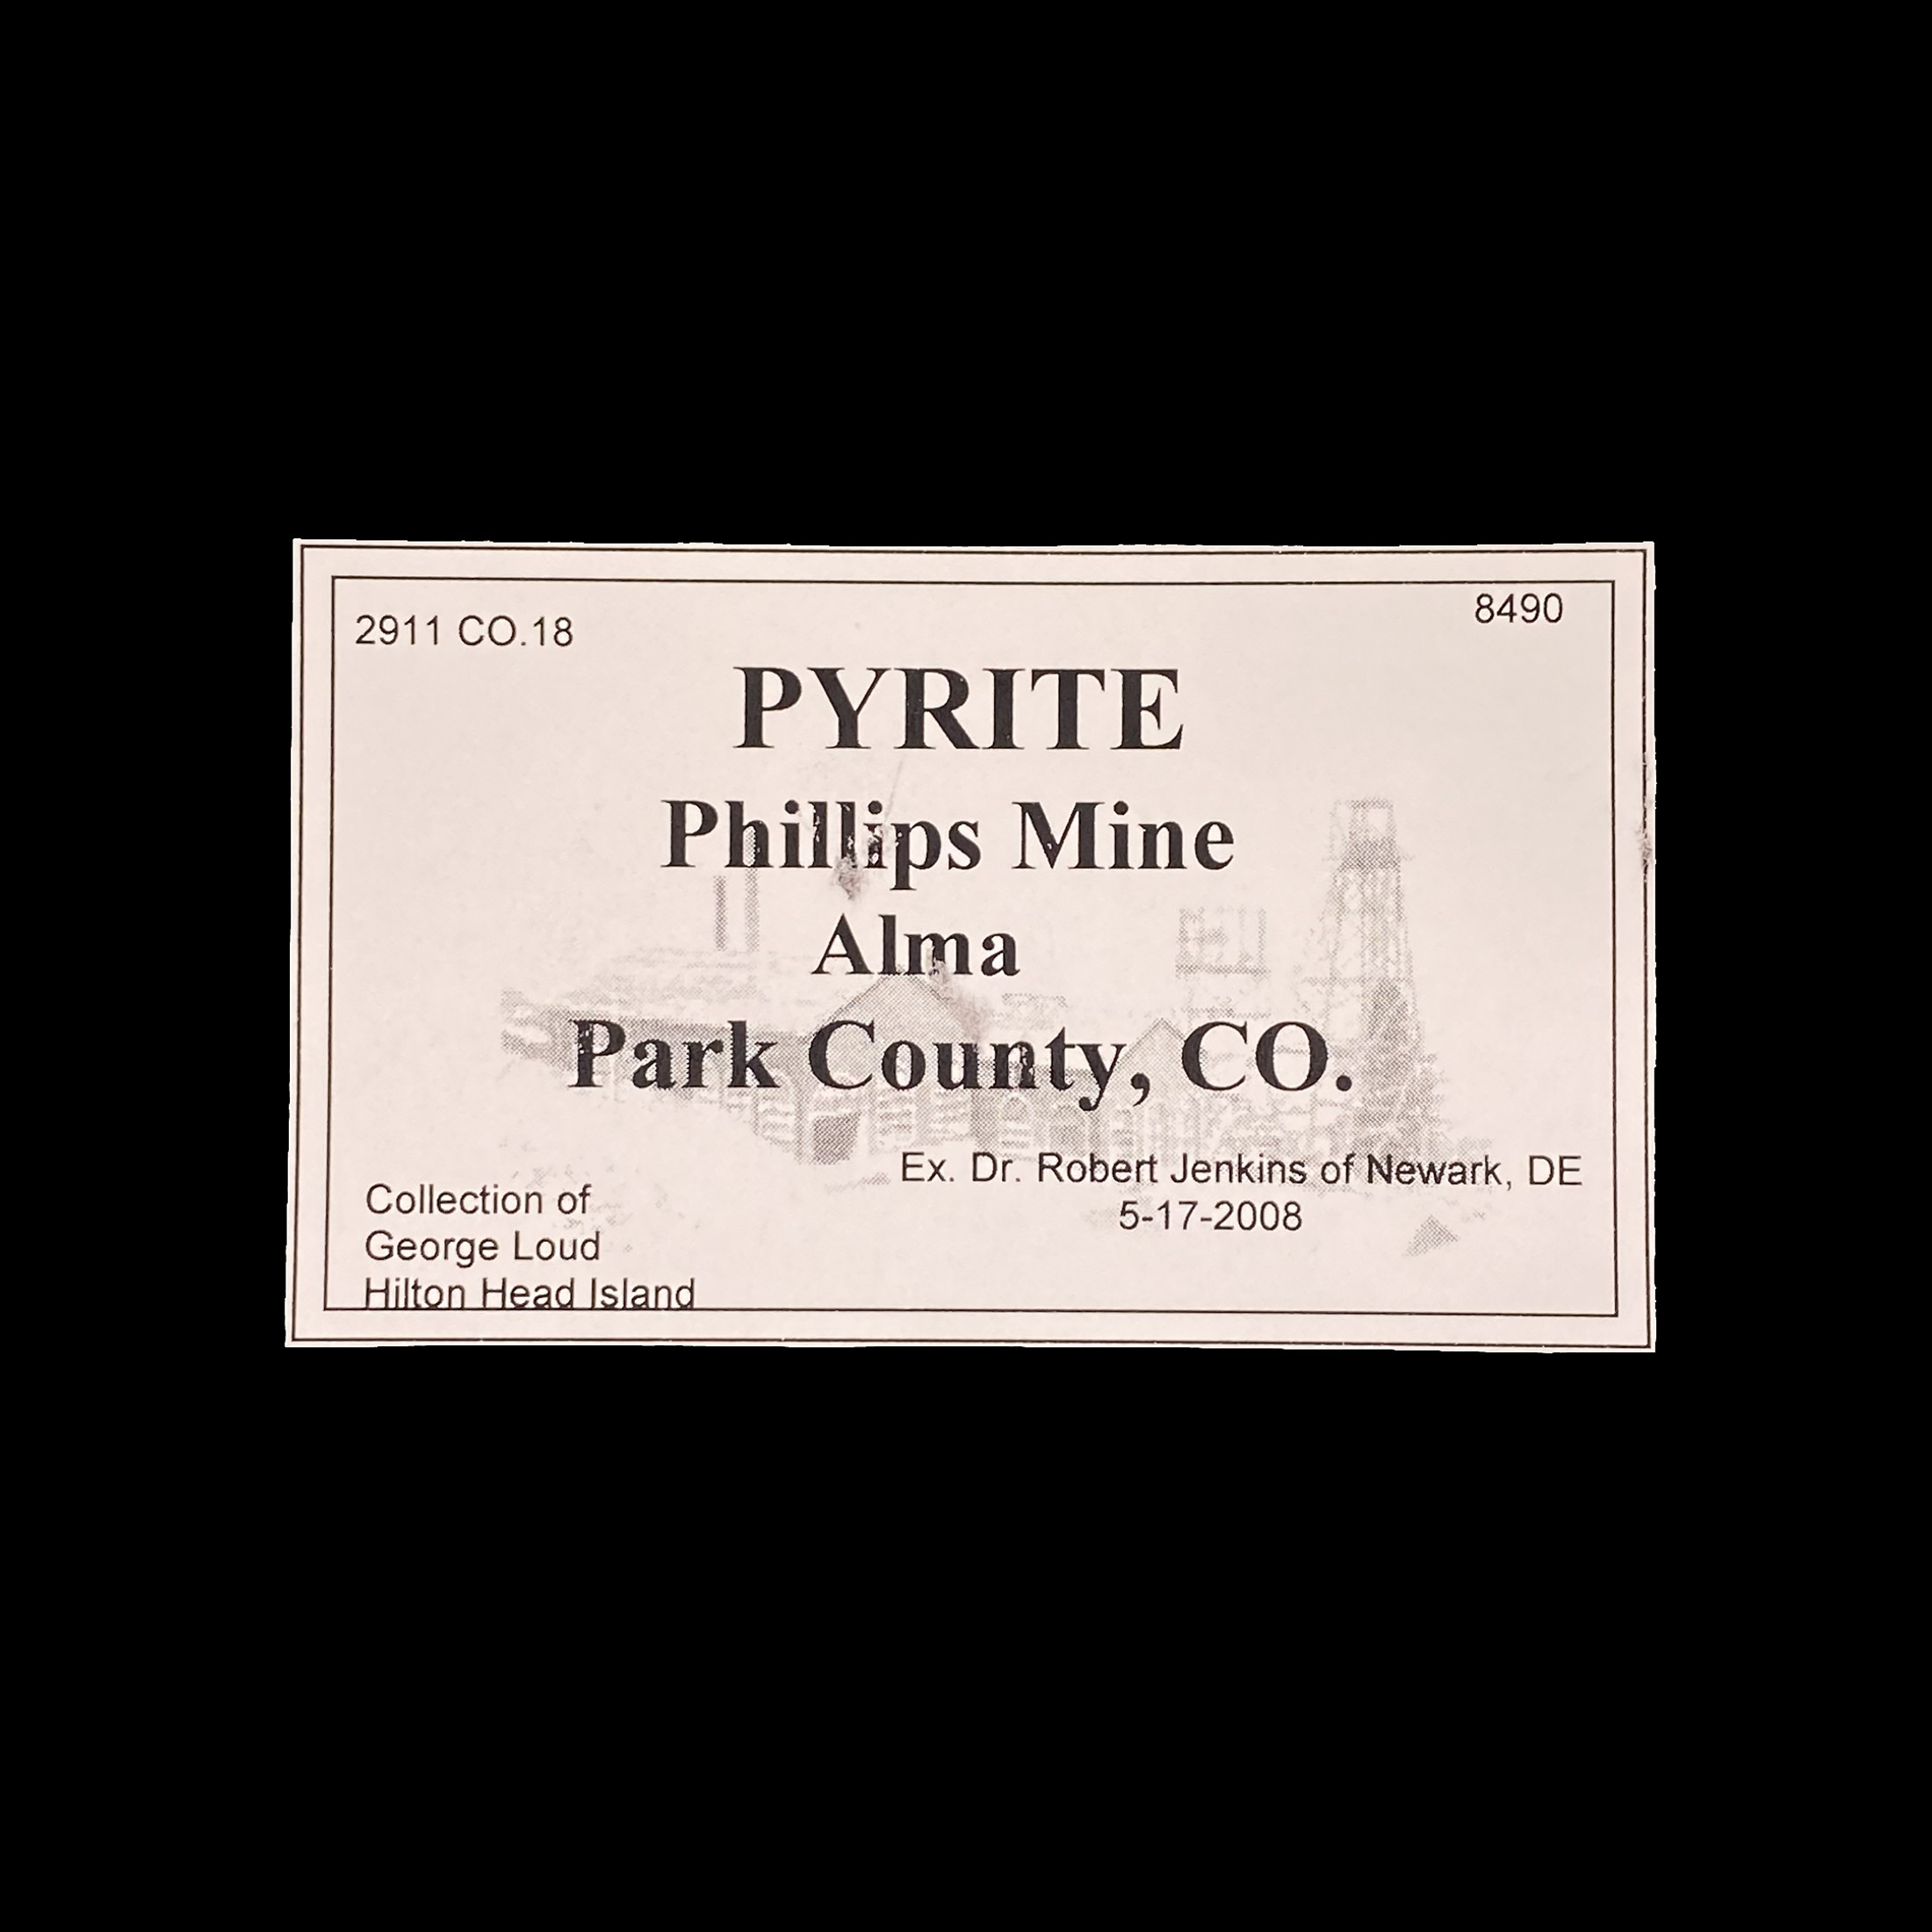 2911 CO.18
8490
PYRITE
Phillips Mine
Alma
Park County, CO.
Ex. Dr. Robert Jenkins of Newark, DE
5-17-2008
Collection of
George Loud
Hilton Head Island